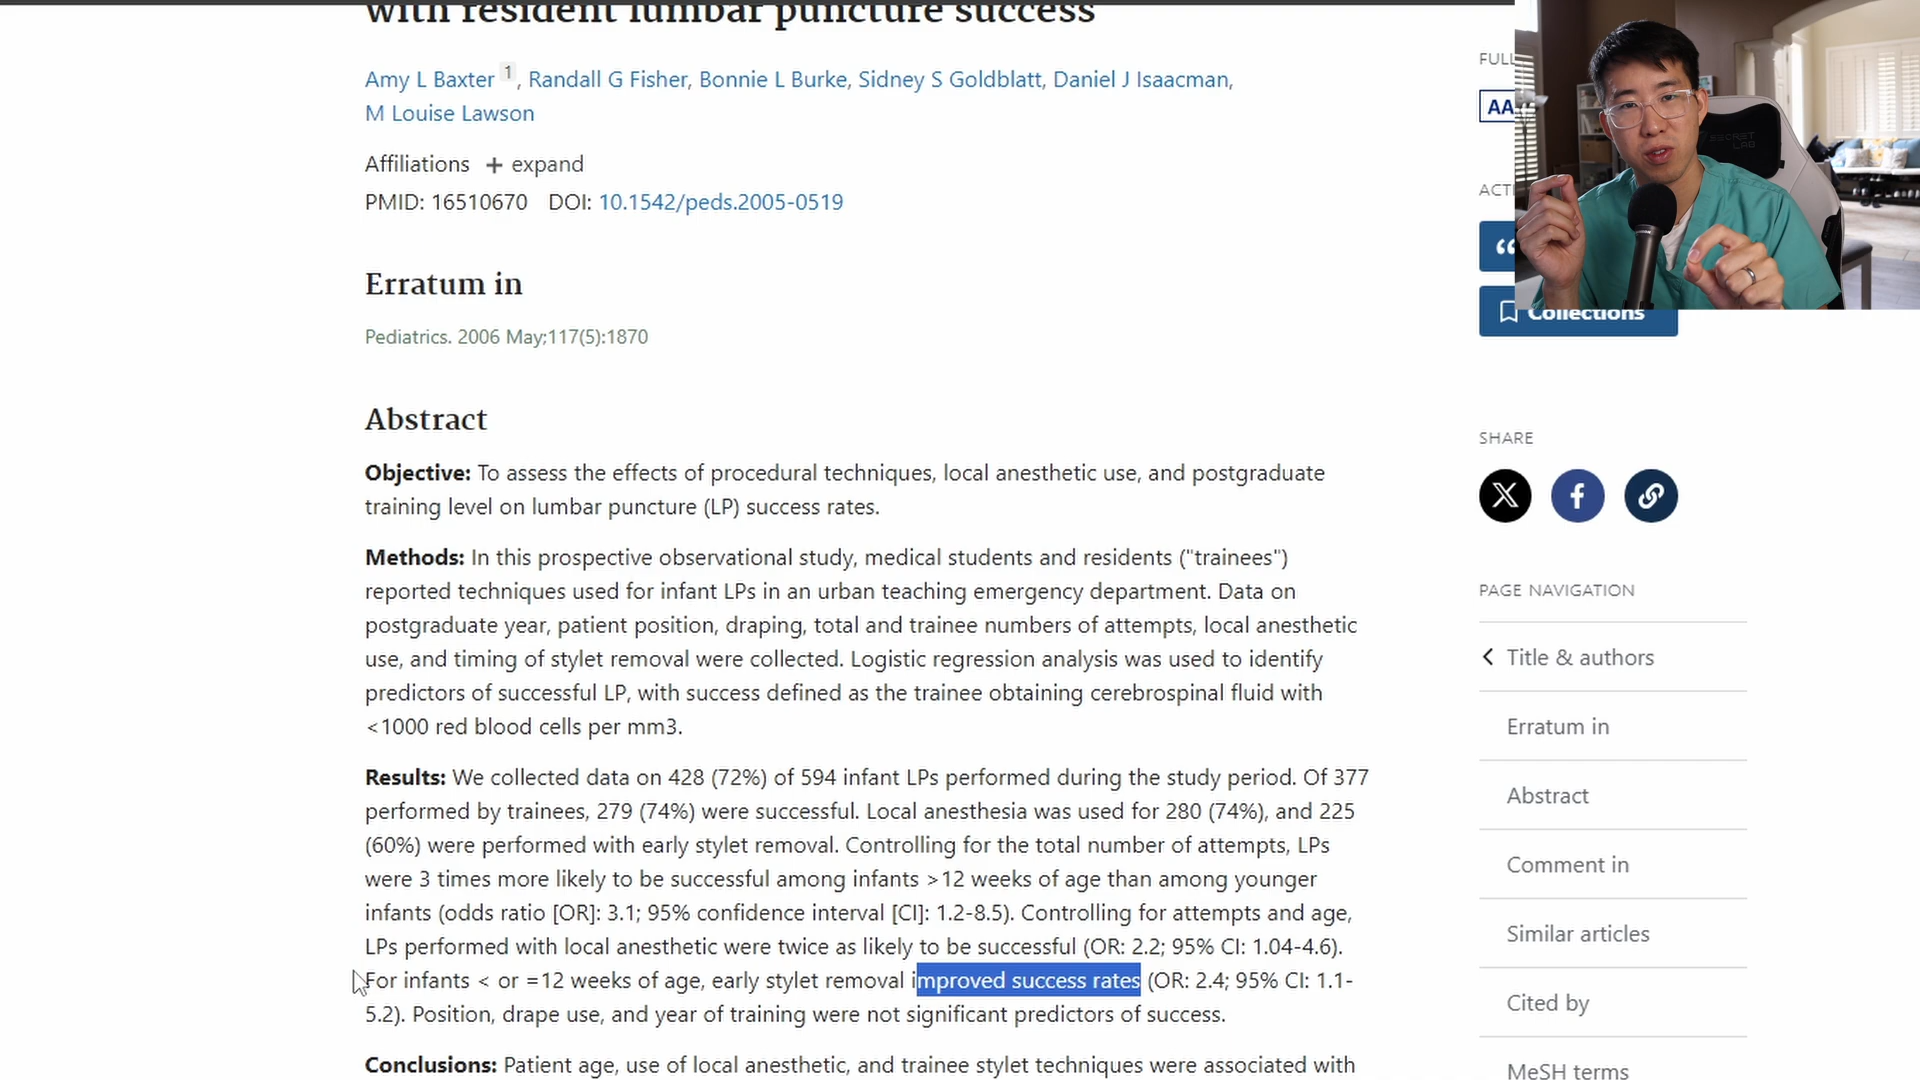 with resident lumbar puncture success
Amy L Baxter 1 , Randall G Fisher, Bonnie L Burke, Sidney S Goldblatt, Daniel J Isaacman,
M Louise Lawson
Affiliations + expand
PMID: 16510670 DOI: 10.1542/peds.2005-0519
Erratum in
Pediatrics. 2006 May;117(5):1870
Abstract
Objective: To assess the effects of procedural techniques, local anesthetic use, and postgraduate
training level on lumbar puncture (LP) success rates.
Methods: In this prospective observational study, medical students and residents ("trainees")
reported techniques used for infant LPs in an urban teaching emergency department. Data on
postgraduate year, patient position, draping, total and trainee numbers of attempts, local anesthetic
use, and timing of stylet removal were collected. Logistic regression analysis was used to identify
predictors of successful LP, with success defined as the trainee obtaining cerebrospinal fluid with
<1000 red blood cells per mm3.
Results: We collected data on 428 (72%) of 594 infant LPs performed during the study period. Of 377
performed by trainees, 279 (74%) were successful. Local anesthesia was used for 280 (74%), and 225
(60%) were performed with early stylet removal. Controlling for the total number of attempts, LPs
were 3 times more likely to be successful among infants >12 weeks of age than among younger
infants (odds ratio [OR]: 3.1; 95% confidence interval [CI]: 1.2-8.5). Controlling for attempts and age,
LPs performed with local anesthetic were twice as likely to be successful (OR: 2.2; 95% CI: 1.04-4.6).
For infants < or =12 weeks of age, early stylet removal improved success rates (OR: 2.4; 95% CI: 1.1-
5.2). Position, drape use, and year of training were not significant predictors of success.
Conclusions: Patient age, use of local anesthetic, and trainee stylet techniques were associated with
FULL
AA
ACTI
“
Collections
SECRET
LAB
SHARE
X
f
PAGE NAVIGATION
Title & authors
Erratum in
Abstract
Comment in
Similar articles
Cited by
MeSH terms